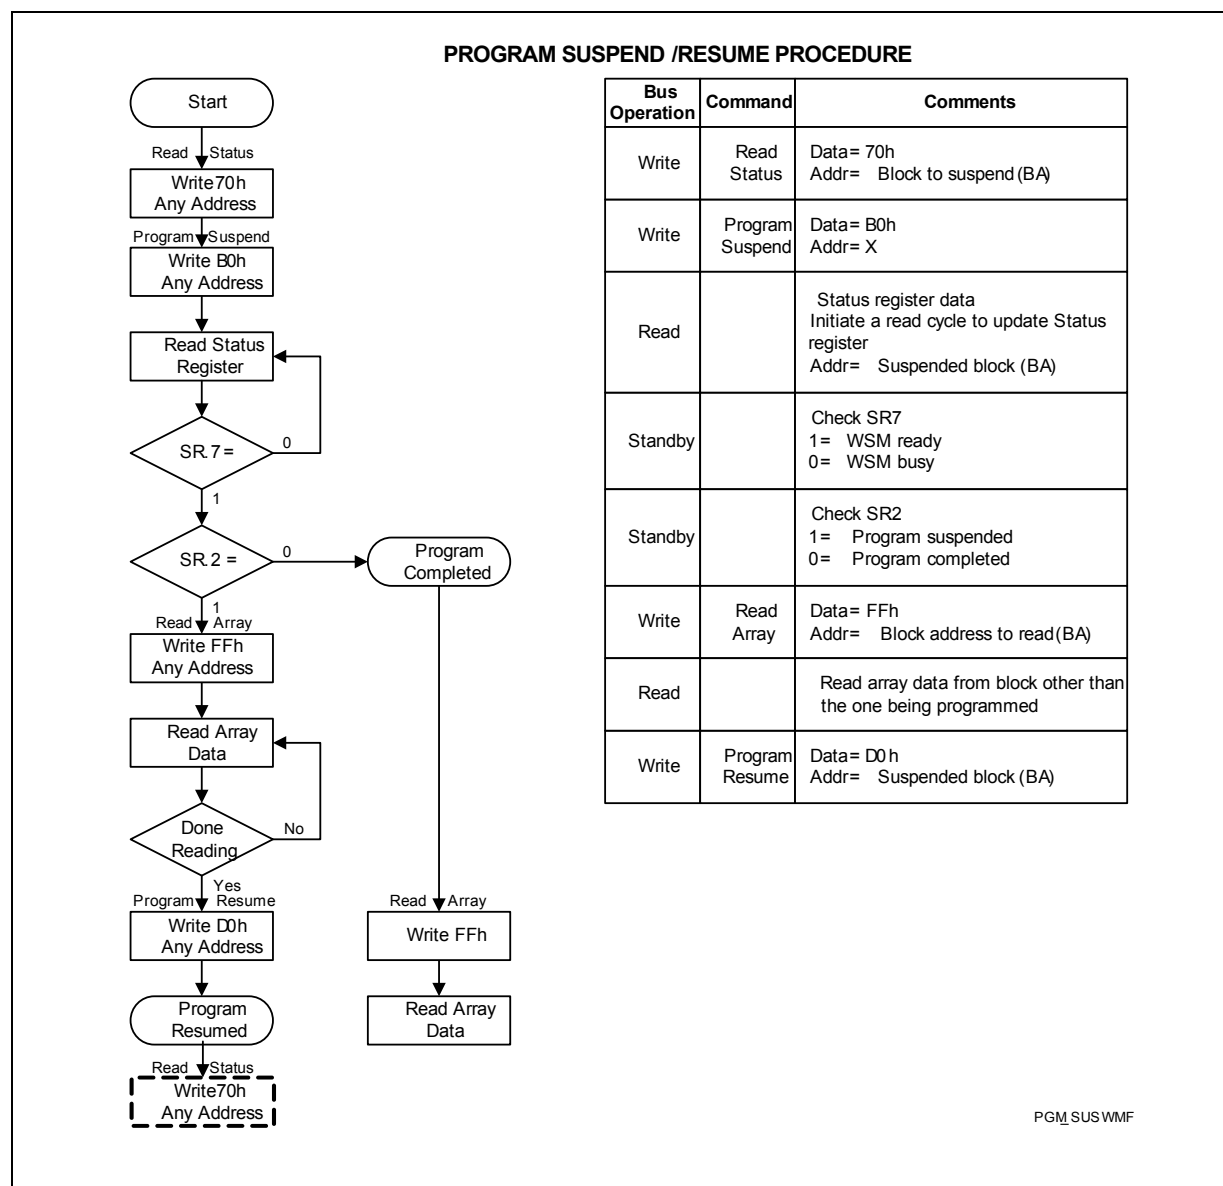 PROGRAM SUSPEND /RESUME PROCEDURE
Start
Read Status
Write70h
Any Address
Program Suspend
Write B0h
Any Address
Read Status
Register
SR.7 =
0
1
SR.2 =
0
Program
Completed
1
Read Array
Write FFh
Any Address
Read Array
Data
Done
Reading
No
Yes
Program Resume
Write D0h
Any Address
Program
Resumed
Read Status
Write70h
Any Address
Read Array
Write FFh
Read Array
Data
Bus
Operation
Command
Comments
Write
Read
Status
Data= 70h
Addr= Block to suspend (BA)
Write
Program
Suspend
Data= B0h
Addr= X
Read
Status register data
Initiate a read cycle to update Status
register
Addr= Suspended block (BA)
Standby
Check SR7
1= WSM ready
0= WSM busy
Standby
Check SR2
1= Program suspended
0= Program completed
Write
Read
Array
Data= FFh
Addr= Block address to read (BA)
Read
Read array data from block other than
the one being programmed
Write
Program
Resume
Data= D0h
Addr= Suspended block (BA)
PGM_SUS WMF